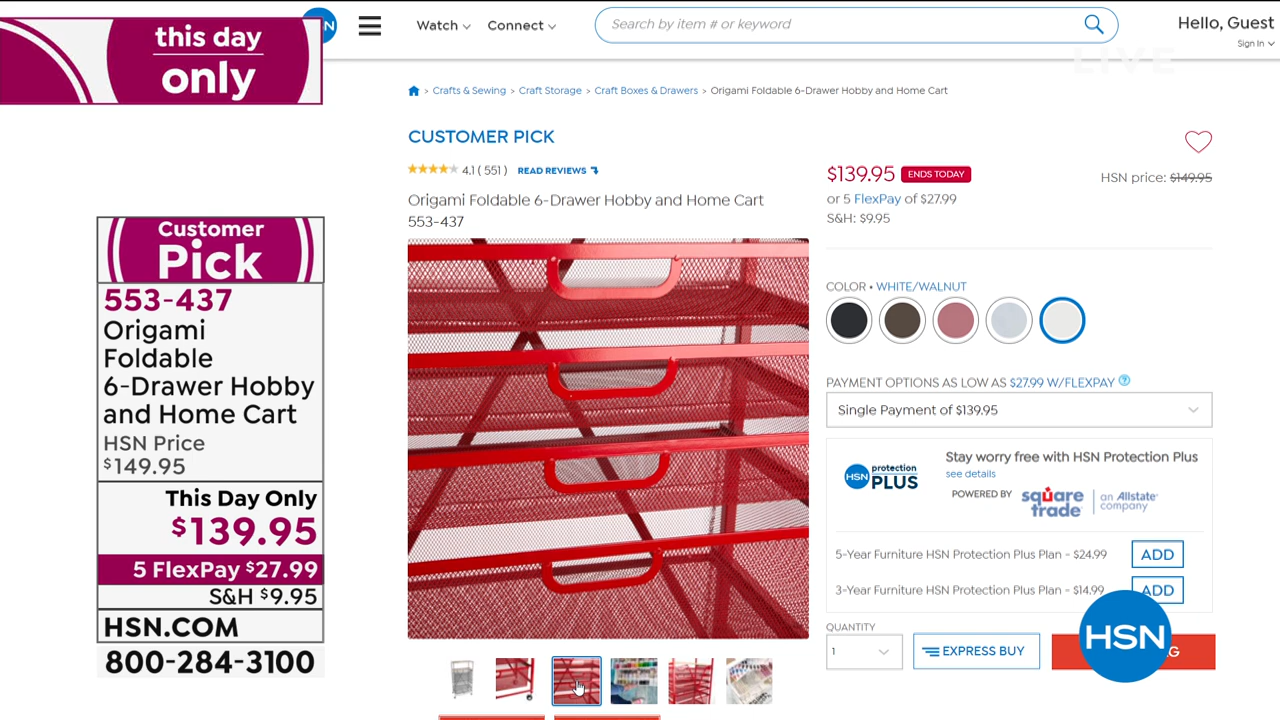 this day
only
Customer
Pick
553-437
Origami
Foldable
6-Drawer Hobby
and Home Cart
HSN Price
$149.95
This Day Only
$139.95
5 FlexPay $27.99
S&H $9.95
HSN.COM
800-284-3100
Watch
Connect
Search by item # or keyword
Hello, Guest
Sign In
LIVE
> Crafts & Sewing > Craft Storage > Craft Boxes & Drawers > Origami Foldable 6-Drawer Hobby and Home Cart
CUSTOMER PICK
4.1 ( 551 ) READ REVIEWS
Origami Foldable 6-Drawer Hobby and Home Cart
553-437
$139.95 ENDS TODAY
HSN price: $149.95
or 5 FlexPay of $27.99
S&H: $9.95
COLOR • WHITE/WALNUT
PAYMENT OPTIONS AS LOW AS $27.99 W/FLEXPAY ?
Single Payment of $139.95
HSN protection PLUS
Stay worry free with HSN Protection Plus
see details
POWERED BY square trade | an Allstate company
5-Year Furniture HSN Protection Plus Plan - $24.99 ADD
3-Year Furniture HSN Protection Plus Plan - $14.99 ADD
QUANTITY
1
EXPRESS BUY
HSN